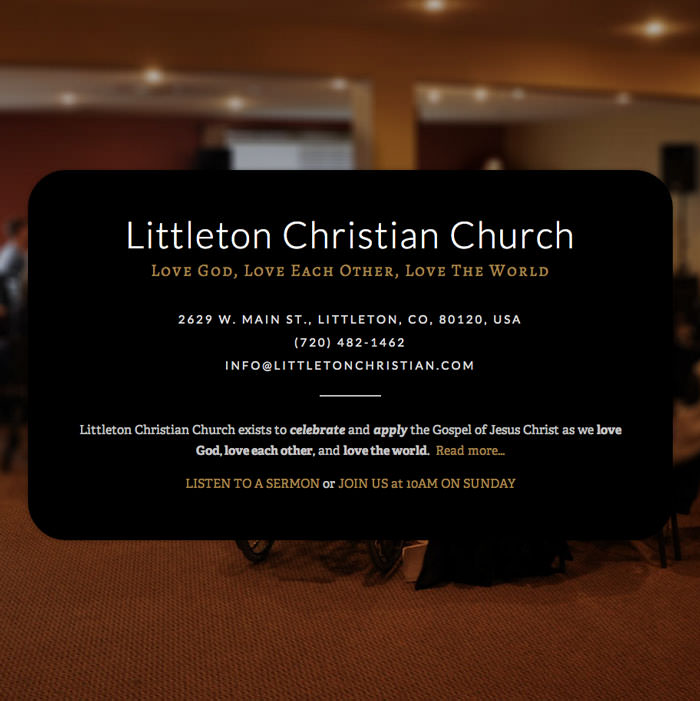 Littleton Christian Church
Love God, Love Each Other, Love The World
2629 W. MAIN ST., LITTLETON, CO, 80120, USA
(720) 482-1462
INFO@LITTLETONCHRISTIAN.COM
Littleton Christian Church exists to celebrate and apply the Gospel of Jesus Christ as we love
God, love each other, and love the world.  Read more...
LISTEN TO A SERMON or JOIN US at 10AM ON SUNDAY